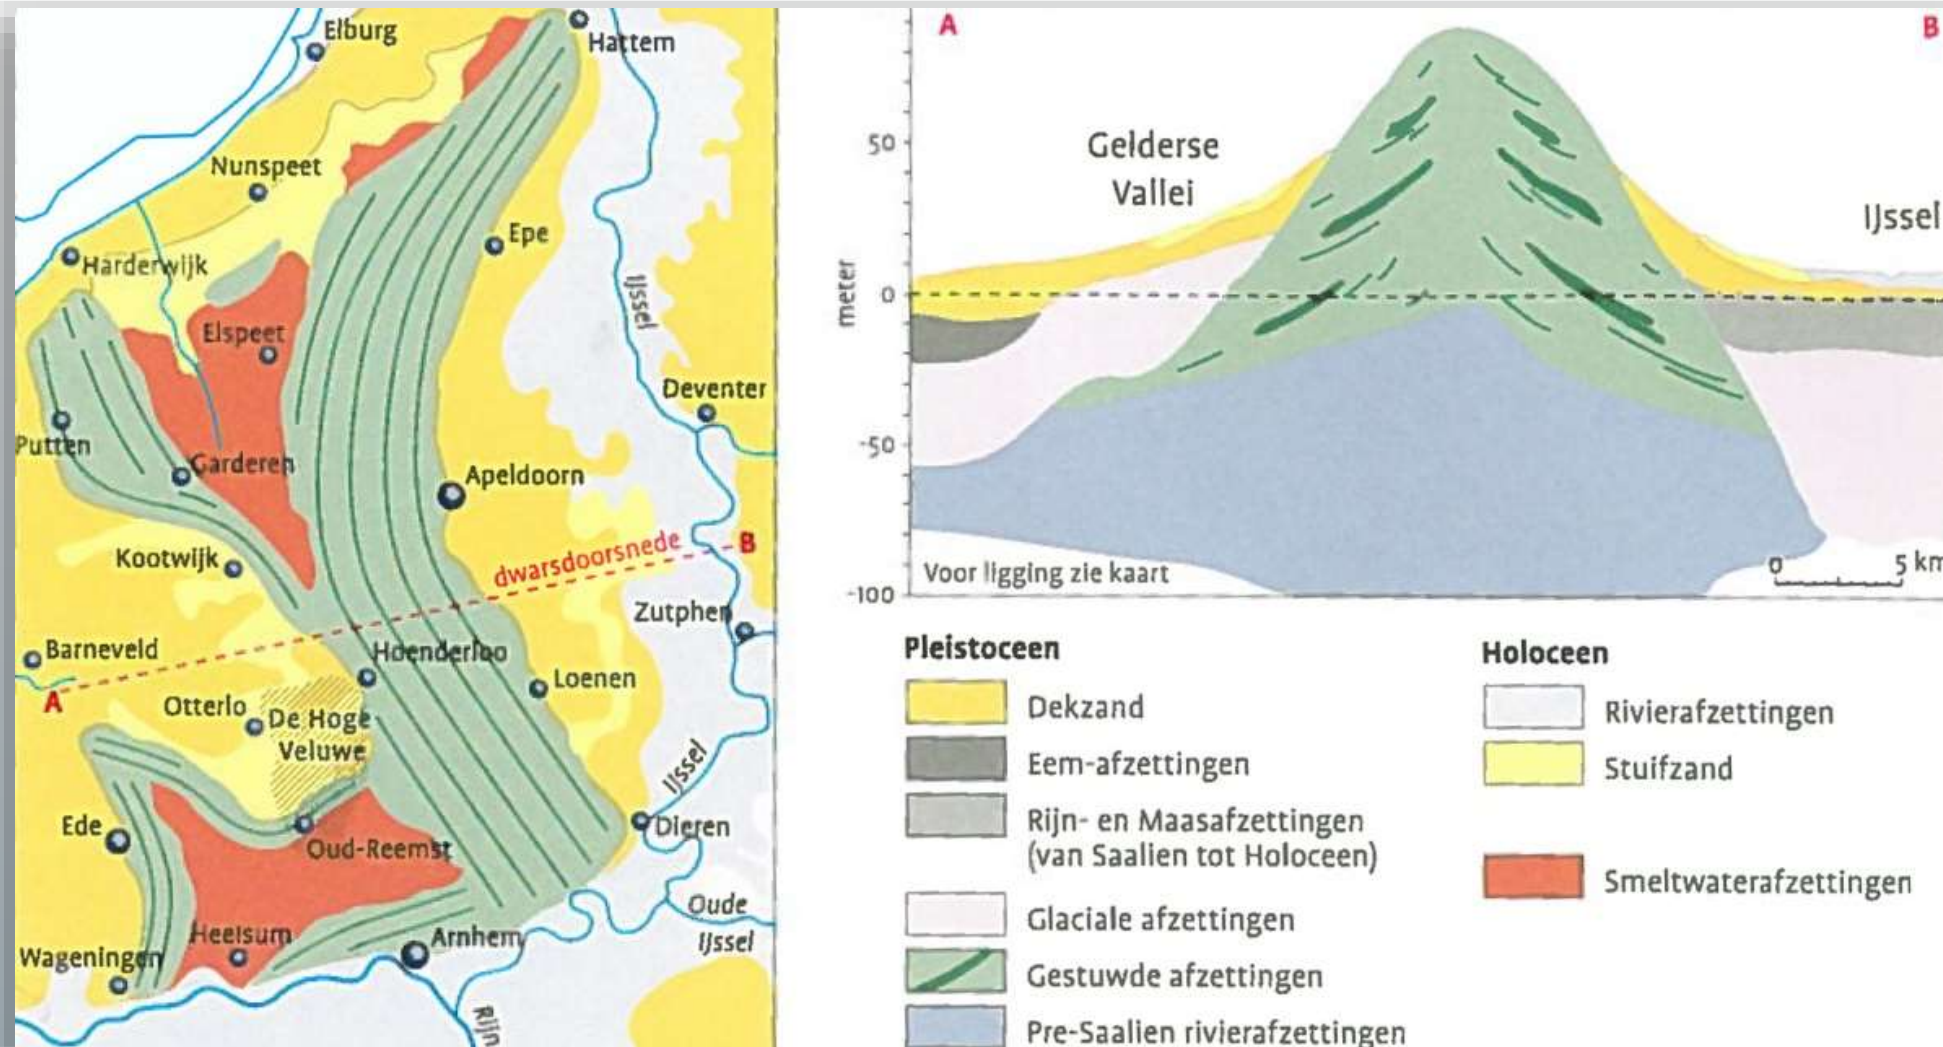 Elburg
Hattem
Nunspeet
Epe
Harderwijk
IJssel
Elspeet
Deventer
Putten
Garderen
Apeldoorn
Kootwijk
dwarsdoorsnede
B
Zutphen
Barneveld
Hoenderloo
A
Loenen
Otterlo
De Hoge
Veluwe
IJssel
Ede
Dieren
Oud-Reemst
Oude
IJssel
Heelsum
Arnhem
Wageningen
Rijn
A
B
50
Gelderse
Vallei
IJssel
meter
0
-50
Voor ligging zie kaart
0
5 km
-100
Pleistoceen
Dekzand
Eem-afzettingen
Rijn- en Maasafzettingen
(van Saalien tot Holoceen)
Glaciale afzettingen
Gestuwde afzettingen
Pre-Saalien rivierafzettingen
Holoceen
Rivierafzettingen
Stuifzand
Smeltwaterafzettingen